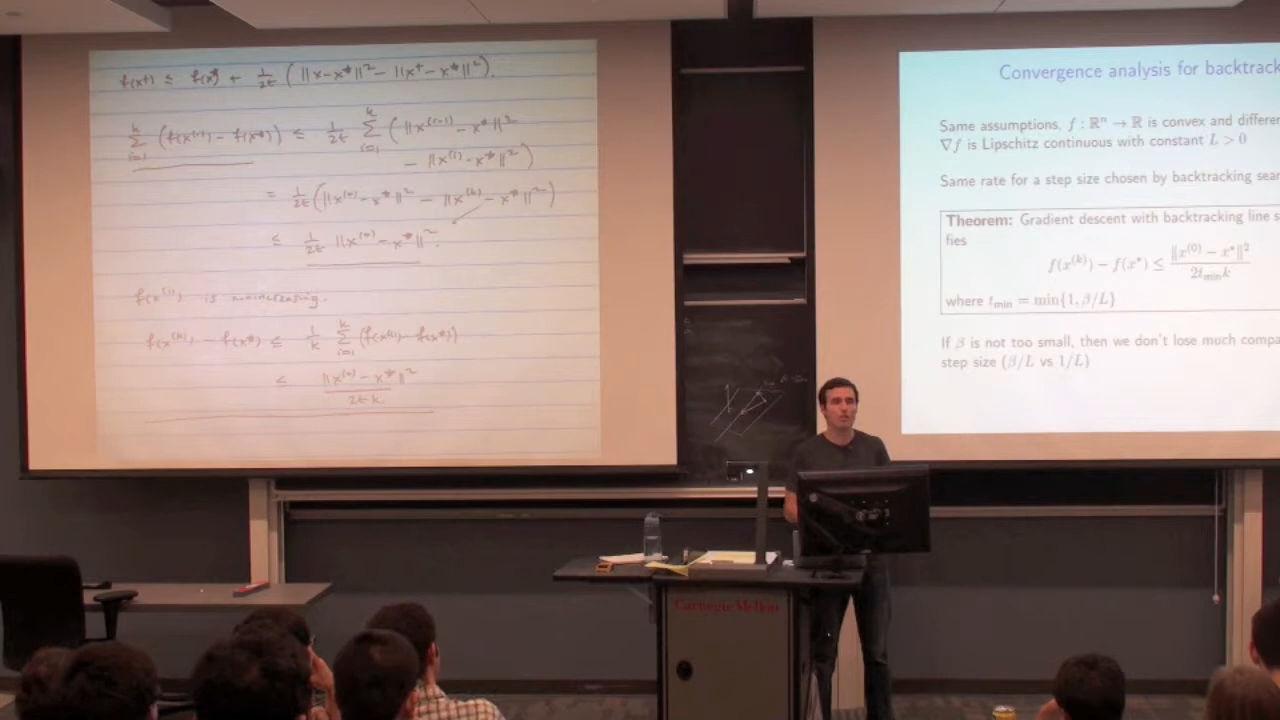 f(x⁺) ≤ f(x*) + 1/2t ( ||x-x*||² - ||x⁺-x*||² ).
k∑i=1 (f(x⁽ⁱ⁾) - f(x*)) ≤ 1/2t k∑i=1 ( ||x⁽ⁱ⁻¹⁾ - x*||²
- ||x⁽ⁱ⁾ - x*||² )
= 1/2t ( ||x⁽⁰⁾ - x*||² - ||x⁽ᵏ⁾ - x*||² )
≤ 1/2t ||x⁽⁰⁾ - x*||².
f(x⁽ⁱ⁾) is nonincreasing.
f(x⁽ᵏ⁾) - f(x*) ≤ 1/k k∑i=1 (f(x⁽ⁱ⁾) - f(x*))
≤ ||x⁽⁰⁾ - x*||² / 2tk
Convergence analysis for backtrack
Same assumptions, f : ℝⁿ → ℝ is convex and differen
∇f is Lipschitz continuous with constant L > 0
Same rate for a step size chosen by backtracking sear
Theorem: Gradient descent with backtracking line s
fies
f(x⁽ᵏ⁾) - f(x*) ≤ ||x⁽⁰⁾ - x*||² / 2t_min k
where t_min = min{1, β/L}
If β is not too small, then we don't lose much compa
step size (β/L vs 1/L)
Carnegie Mellon